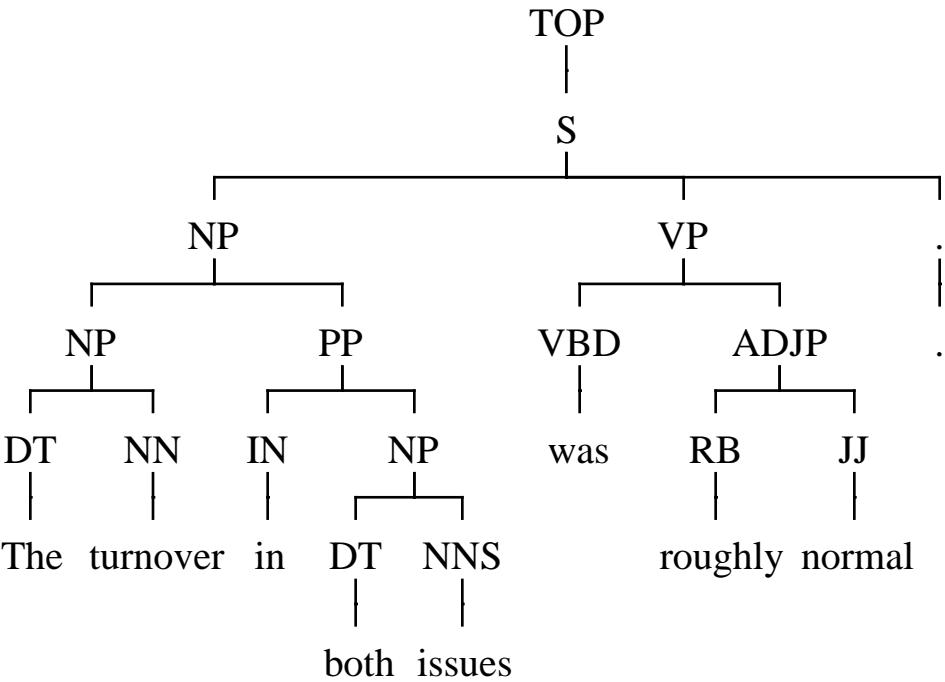 TOP
S
NP VP .
NP PP VBD ADJP .
DT NN IN NP was RB JJ
The turnover in DT NNS roughly normal
both issues